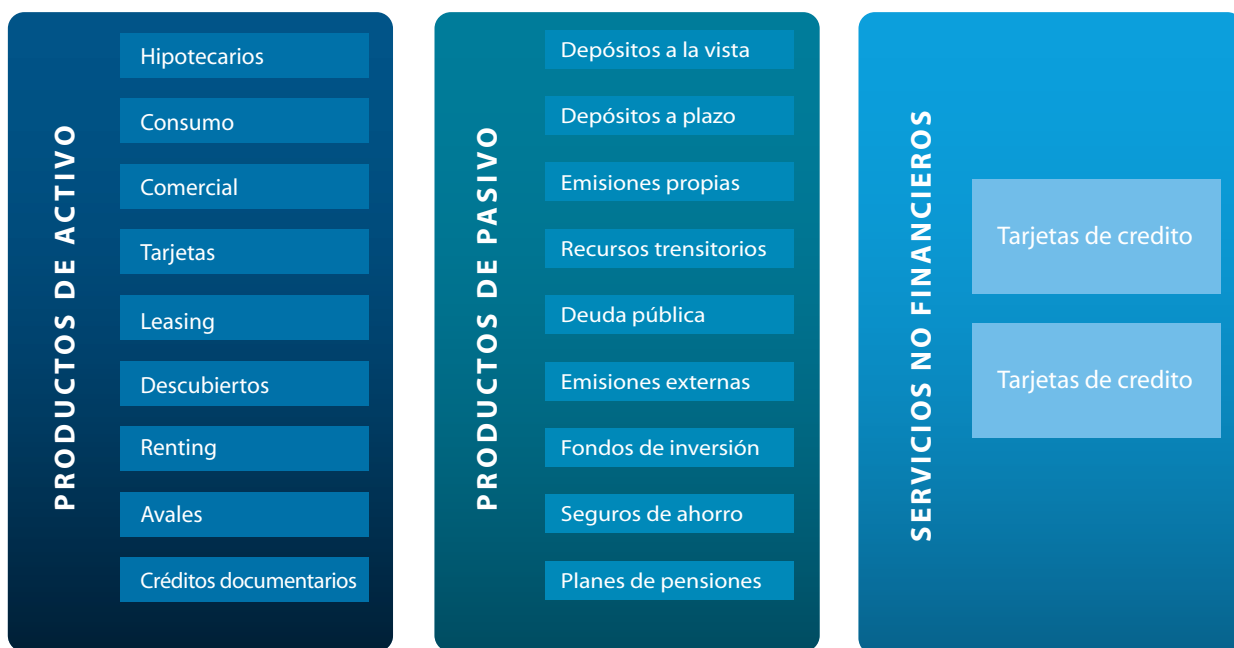 PRODUCTOS DE ACTIVO
Hipotecarios
Consumo
Comercial
Tarjetas
Leasing
Descubiertos
Renting
Avales
Créditos documentarios
PRODUCTOS DE PASIVO
Depósitos a la vista
Depósitos a plazo
Emisiones propias
Recursos trensitorios
Deuda pública
Emisiones externas
Fondos de inversión
Seguros de ahorro
Planes de pensiones
SERVICIOS NO FINANCIEROS
Tarjetas de credito
Tarjetas de credito